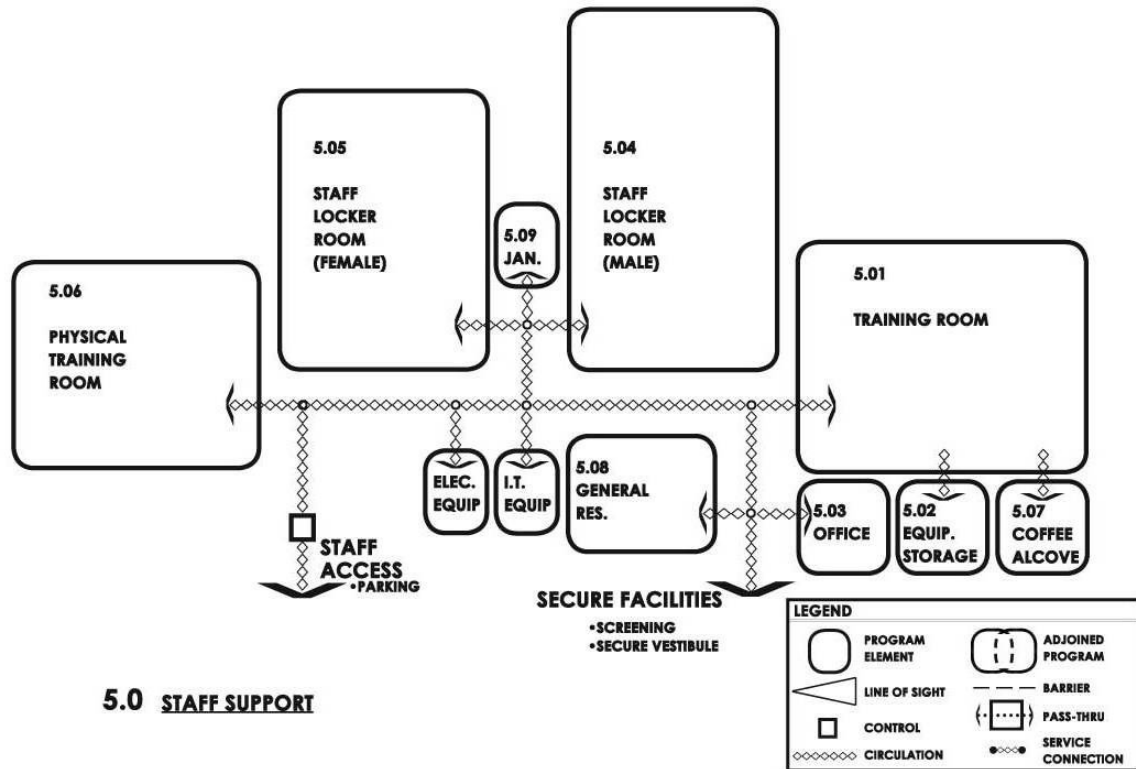 5.05
STAFF
LOCKER
ROOM
(FEMALE)
5.04
STAFF
LOCKER
ROOM
(MALE)
5.09
JAN.
5.06
PHYSICAL
TRAINING
ROOM
5.01
TRAINING ROOM
ELEC.
EQUIP
I.T.
EQUIP
5.08
GENERAL
RES.
5.03
OFFICE
5.02
EQUIP.
STORAGE
5.07
COFFEE
ALCOVE
STAFF
ACCESS
•PARKING
SECURE FACILITIES
•SCREENING
•SECURE VESTIBULE
5.0 STAFF SUPPORT
LEGEND
PROGRAM
ELEMENT
ADJOINED
PROGRAM
LINE OF SIGHT
BARRIER
CONTROL
PASS-THRU
CIRCULATION
SERVICE
CONNECTION